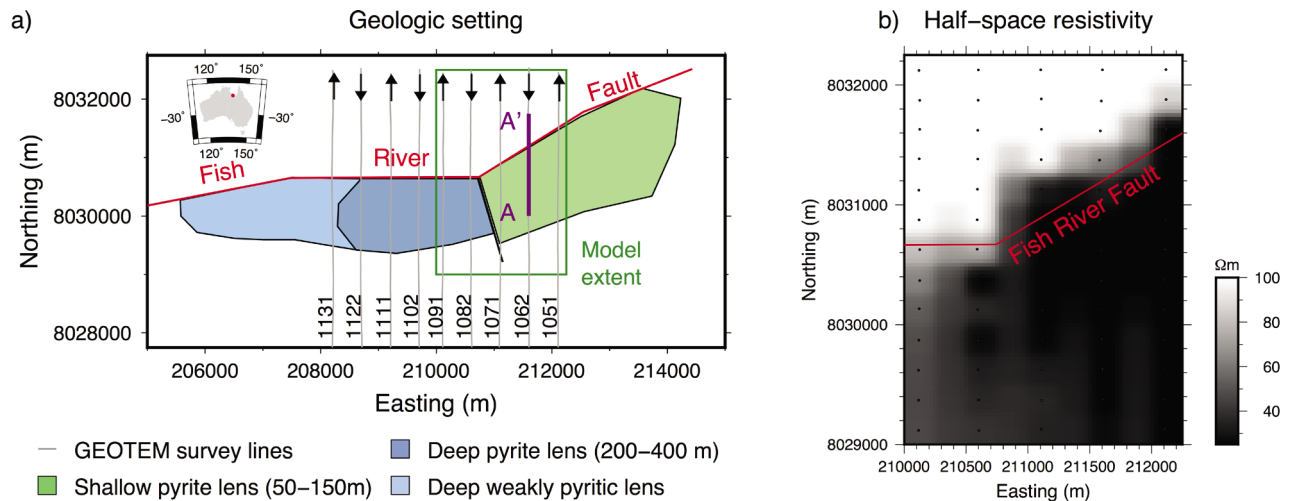 a)
Geologic setting
120°
150°
−30°
−30°
120°
150°
Fish
River
Fault
A'
A
Model
extent
1131
1122
1111
1102
1091
1082
1071
1062
1051
8032000
8030000
8028000
Northing (m)
206000
208000
210000
212000
214000
Easting (m)
GEOTEM survey lines
Shallow pyrite lens (50−150m)
Deep pyrite lens (200−400 m)
Deep weakly pyritic lens
b)
Half−space resistivity
8032000
8031000
8030000
8029000
Northing (m)
Fish River Fault
210000
210500
211000
211500
212000
Easting (m)
Ωm
100
80
60
40